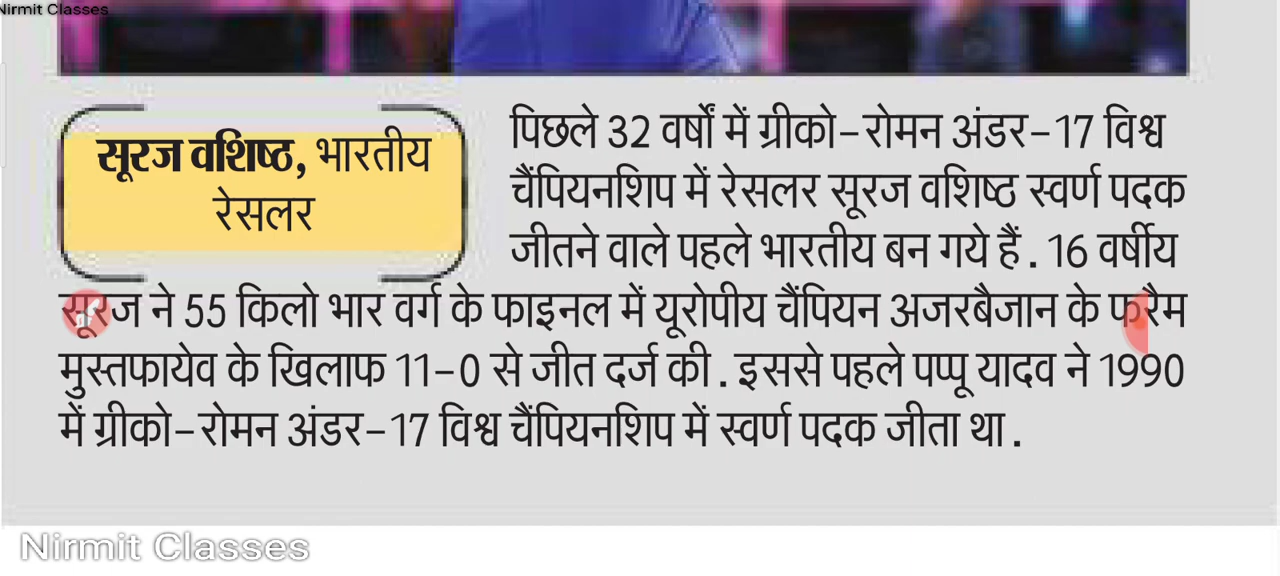 Nirmit Classes
सूरज वशिष्ठ, भारतीय
रेसलर
पिछले 32 वर्षों में ग्रीको-रोमन अंडर-17 विश्व
चैंपियनशिप में रेसलर सूरज वशिष्ठ स्वर्ण पदक
जीतने वाले पहले भारतीय बन गये हैं. 16 वर्षीय
सूरज ने 55 किलो भार वर्ग के फाइनल में यूरोपीय चैंपियन अजरबैजान के फरैम
मुस्तफायेव के खिलाफ 11-0 से जीत दर्ज की. इससे पहले पप्पू यादव ने 1990
में ग्रीको-रोमन अंडर-17 विश्व चैंपियनशिप में स्वर्ण पदक जीता था.
Nirmit Classes